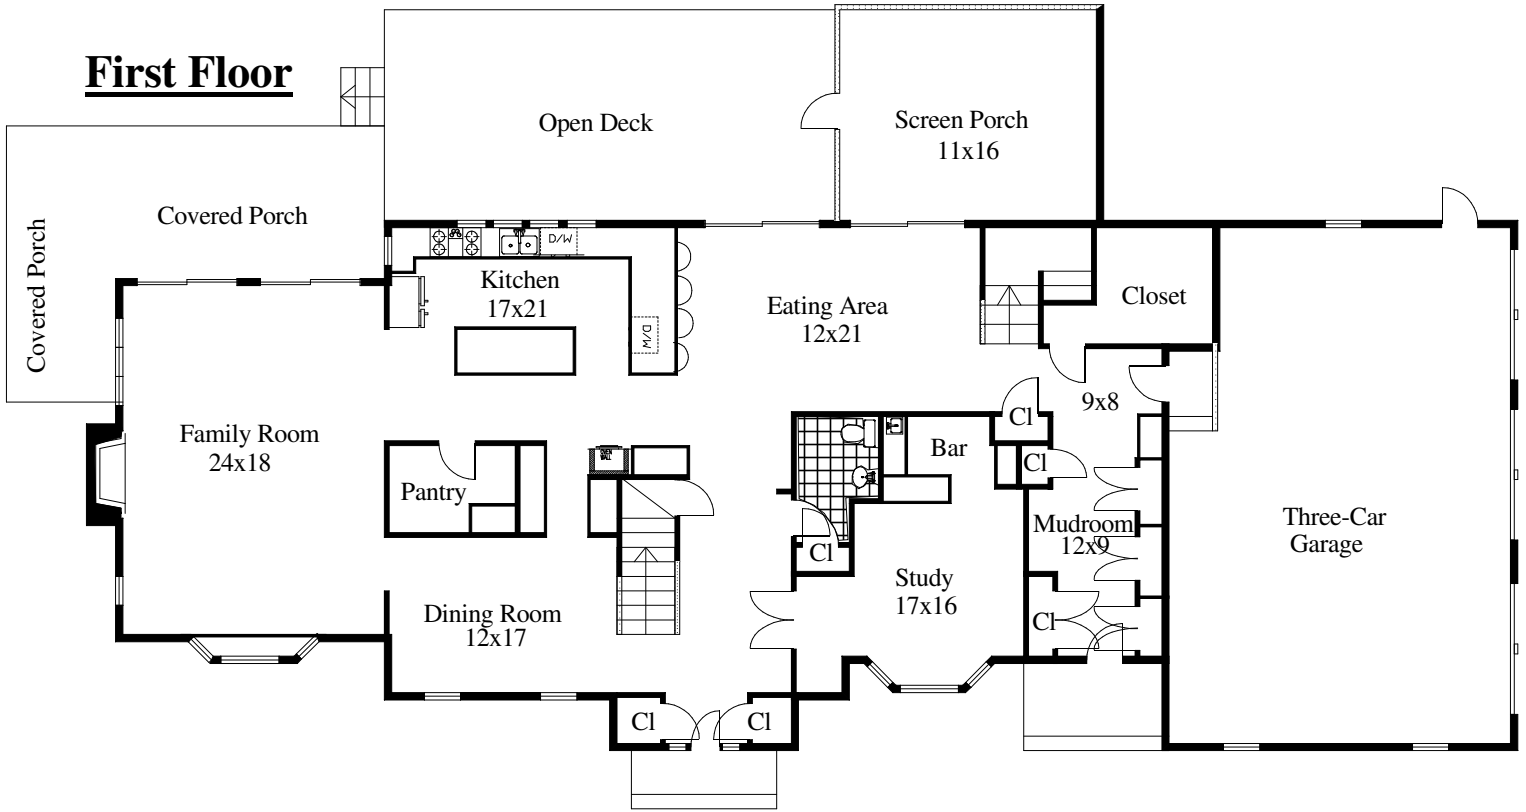 First Floor
Open Deck
Screen Porch
11x16
Covered Porch
Covered Porch
D/W
Kitchen
17x21
D/W
Eating Area
12x21
Closet
9x8
Cl
Family Room
24x18
Pantry
OVEN
WALL
Bar
Cl
Mudroom
12x9
Three-Car
Garage
Cl
Study
17x16
Dining Room
12x17
Cl
Cl
Cl